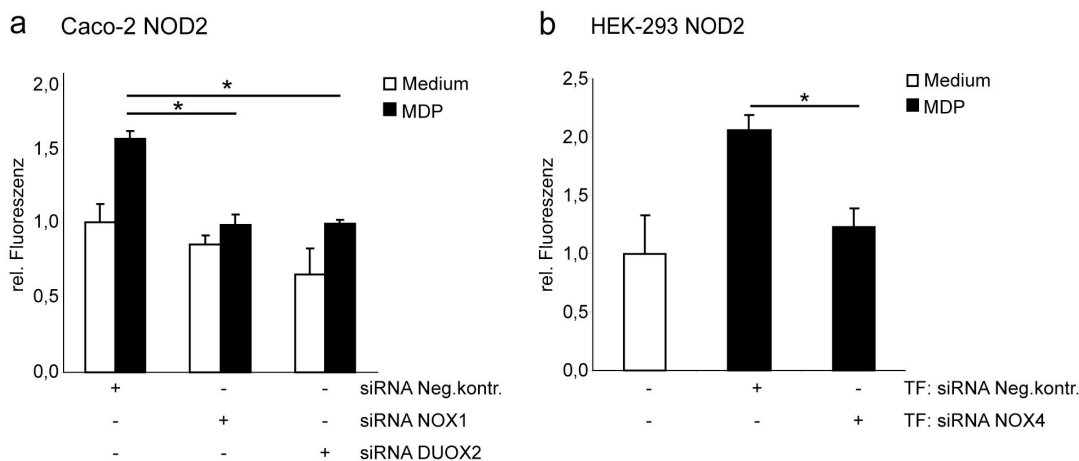 a Caco-2 NOD2
2,0
1,5
1,0
0,5
0,0
rel. Fluoreszenz
Medium
MDP
*
*
+ - - siRNA Neg.kontr.
- + - siRNA NOX1
- - + siRNA DUOX2
b HEK-293 NOD2
2,5
2,0
1,5
1,0
0,5
0,0
rel. Fluoreszenz
Medium
MDP
*
- + - TF: siRNA Neg.kontr.
- - + TF: siRNA NOX4